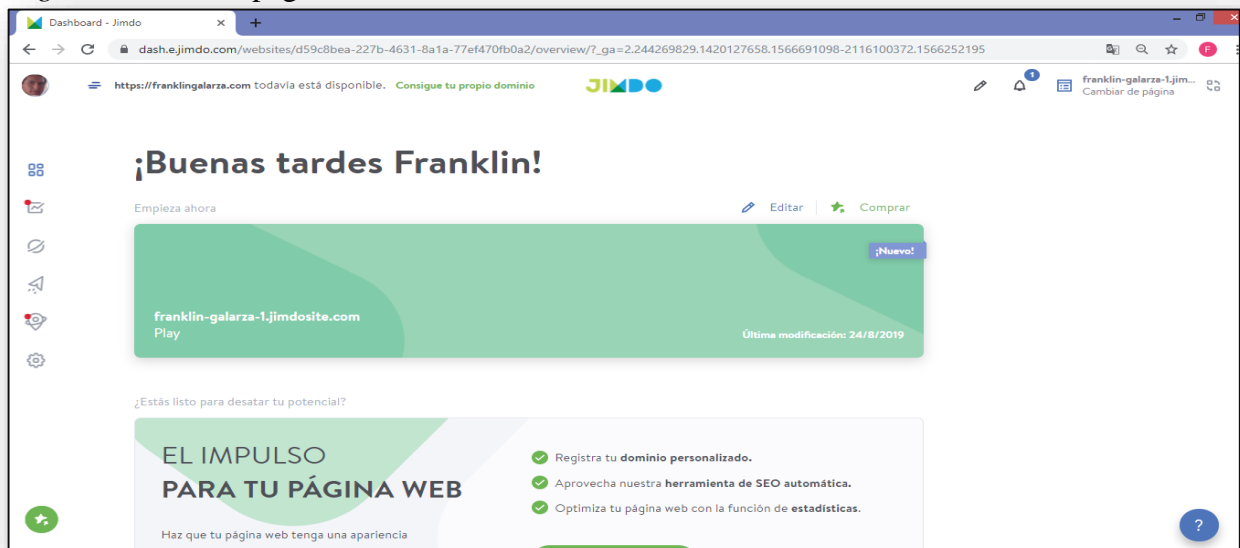 Dashboard - Jimdo
dash.e.jimdo.com/websites/d59c8bea-227b-4631-8a1a-77ef470fb0a2/overview/?_ga=2.244269829.1420127658.1566691098-2116100372.1566252195
F
https://franklingalarza.com todavía está disponible. Consigue tu propio dominio
JIMDO
1
franklin-galarza-1.jim...
Cambiar de página
¡Buenas tardes Franklin!
Empieza ahora
Editar
Comprar
¡Nuevo!
franklin-galarza-1.jimdosite.com
Play
Última modificación: 24/8/2019
¿Estás listo para desatar tu potencial?
EL IMPULSO
PARA TU PÁGINA WEB
Haz que tu página web tenga una apariencia
Registra tu dominio personalizado.
Aprovecha nuestra herramienta de SEO automática.
Optimiza tu página web con la función de estadísticas.
?